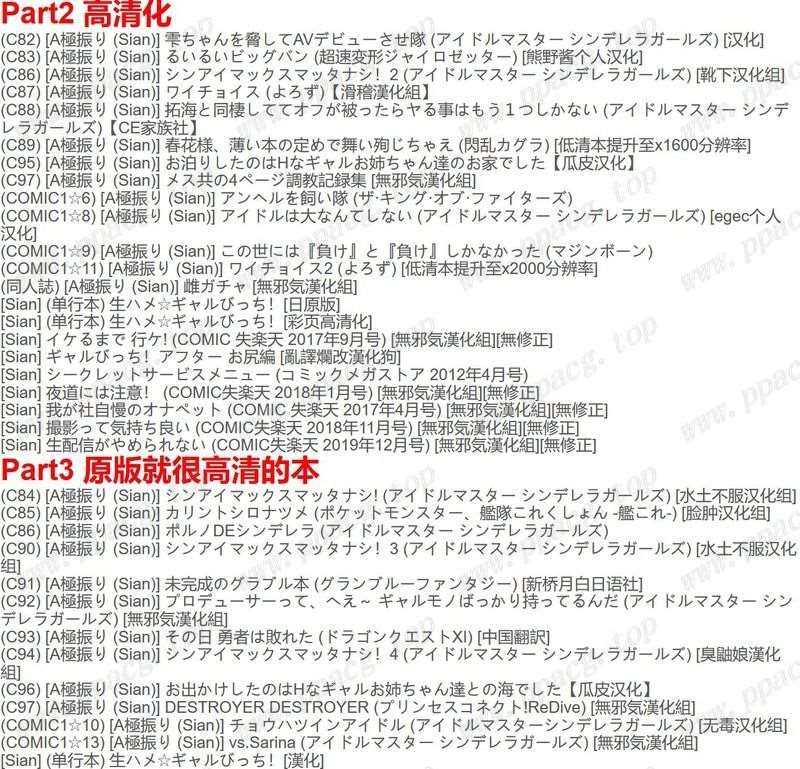 Part2 高清化
(C82) [A極振り (Sian)] 雫ちゃんを脅してAVデビューさせ隊 (アイドルマスター シンデレラガールズ) [汉化]
(C83) [A極振り (Sian)] るいるいビッグバン (超速変形ジャイロゼッター) [熊野酱个人汉化]
(C86) [A極振り (Sian)] シンアイマックスマッタナシ！2 (アイドルマスター シンデレラガールズ) [靴下汉化组]
(C87) [A極振り (Sian)] ワイチョイス (よろず)【滑稽漢化組】
(C88) [A極振り (Sian)] 拓海と同棲しててオフが被ったらヤる事はもう１つしかない (アイドルマスター シンデ
レラガールズ)【CE家族社】
(C89) [A極振り (Sian)] 春花様、薄い本の定めで舞い殉じちゃえ (閃乱カグラ) [低清本提升至x1600分辨率]
(C95) [A極振り (Sian)] お泊りしたのはHなギャルお姉ちゃん達のお家でした【瓜皮汉化】
(C97) [A極振り (Sian)] メス共の4ページ調教記録集 [無邪気漢化組]
(COMIC1☆6) [A極振り (Sian)] アンヘルを飼い隊 (ザ·キング·オブ·ファイターズ)
(COMIC1☆8) [A極振り (Sian)] アイドルは大なんてしない (アイドルマスター シンデレラガールズ) [egec个人
汉化]
(COMIC1☆9) [A極振り (Sian)] この世には『負け』と『負け』しかなかった (マジンボーン)
(COMIC1☆11) [A極振り (Sian)] ワイチョイス2 (よろず) [低清本提升至x2000分辨率]
(同人誌) [A極振り (Sian)] 雌ガチャ [無邪気漢化組]
[Sian] (単行本) 生ハメ☆ギャルびっち！[日原版]
[Sian] (単行本) 生ハメ☆ギャルびっち！[彩页高清化]
[Sian] イケるまで 行ケ! (COMIC 失楽天 2017年9月号) [無邪気漢化組][無修正]
[Sian] ギャルびっち！アフター お尻編 [亂譯爛改漢化狗]
[Sian] シークレットサービスメニュー (コミックメガストア 2012年4月号)
[Sian] 夜道には注意！ (COMIC失楽天 2018年1月号) [無邪気漢化組][無修正]
[Sian] 我が社自慢のオナペット (COMIC 失楽天 2017年4月号) [無邪気漢化組][無修正]
[Sian] 撮影って気持ち良い (COMIC失楽天 2018年11月号) [無邪気漢化組][無修正]
[Sian] 生配信がやめられない (COMIC失楽天 2019年12月号) [無邪気漢化組][無修正]
Part3 原版就很高清的本
(C84) [A極振り (Sian)] シンアイマックスマッタナシ! (アイドルマスター シンデレラガールズ) [水土不服汉化组]
(C85) [A極振り (Sian)] カリントシロナツメ (ポケットモンスター、艦隊これくしょん -艦これ-) [脸肿汉化组]
(C86) [A極振り (Sian)] ポルノDEシンデレラ (アイドルマスター シンデレラガールズ)
(C90) [A極振り (Sian)] シンアイマックスマッタナシ！3 (アイドルマスター シンデレラガールズ) [水土不服汉化
组]
(C91) [A極振り (Sian)] 未完成のグラブル本 (グランブルーファンタジー) [新桥月白日语社]
(C92) [A極振り (Sian)] プロデューサーって、へえ～ ギャルモノばっかり持ってるんだ (アイドルマスター シン
デレラガールズ) [無邪気漢化組]
(C93) [A極振り (Sian)] その日 勇者は敗れた (ドラゴンクエストXI) [中国翻訳]
(C94) [A極振り (Sian)] シンアイマックスマッタナシ！4 (アイドルマスター シンデレラガールズ) [臭鼬娘漢化
組]
(C96) [A極振り (Sian)] お出かけしたのはHなギャルお姉ちゃん達との海でした【瓜皮汉化】
(C97) [A極振り (Sian)] DESTROYER DESTROYER (プリンセスコネクト!ReDive) [無邪気漢化組]
(COMIC1☆10) [A極振り (Sian)] チョウハツインアイドル (アイドルマスターシンデレラガールズ) [无毒汉化组]
(COMIC1☆13) [A極振り (Sian)] vs.Sarina (アイドルマスター シンデレラガールズ) [無邪気漢化組]
[Sian] (単行本) 生ハメ☆ギャルびっち！[漢化]
www.ppacg.top